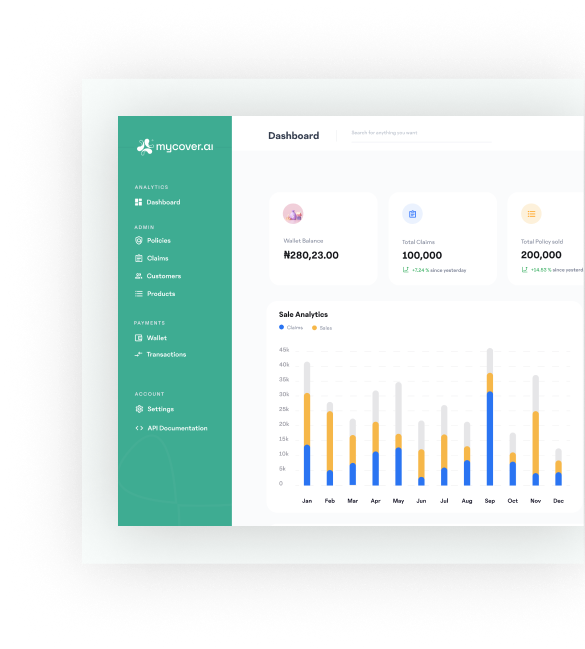 mycover.ai
ANALYTICS
Dashboard
ADMIN
Policies
Claims
Customers
Products
PAYMENTS
Wallet
Transactions
ACCOUNT
Settings
API Documentation
Dashboard
Search for anything you want
Wallet Balance
₦280,23.00
Total Claims
100,000
+7.24 % since yesterday
Total Policy sold
200,000
+14.53 % since yesterd
Sale Analytics
Claims Sales
45k
40k
35k
30k
25k
20k
15k
10k
5k
0
Jan Feb Mar Apr May Jun Jul Aug Sep Oct Nov Dec